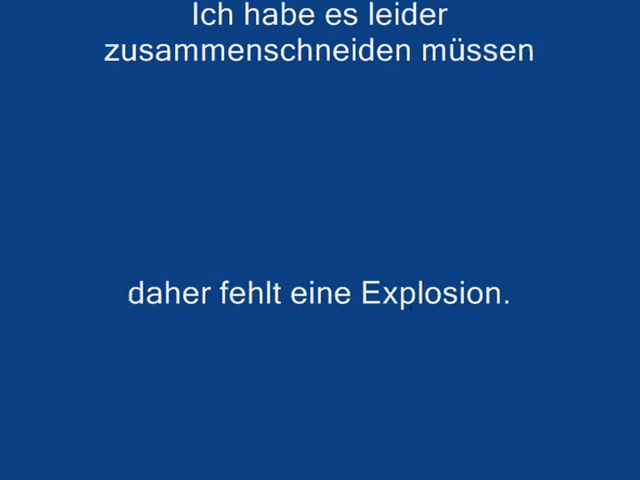 Ich habe es leider
zusammenschneiden müssen
daher fehlt eine Explosion.